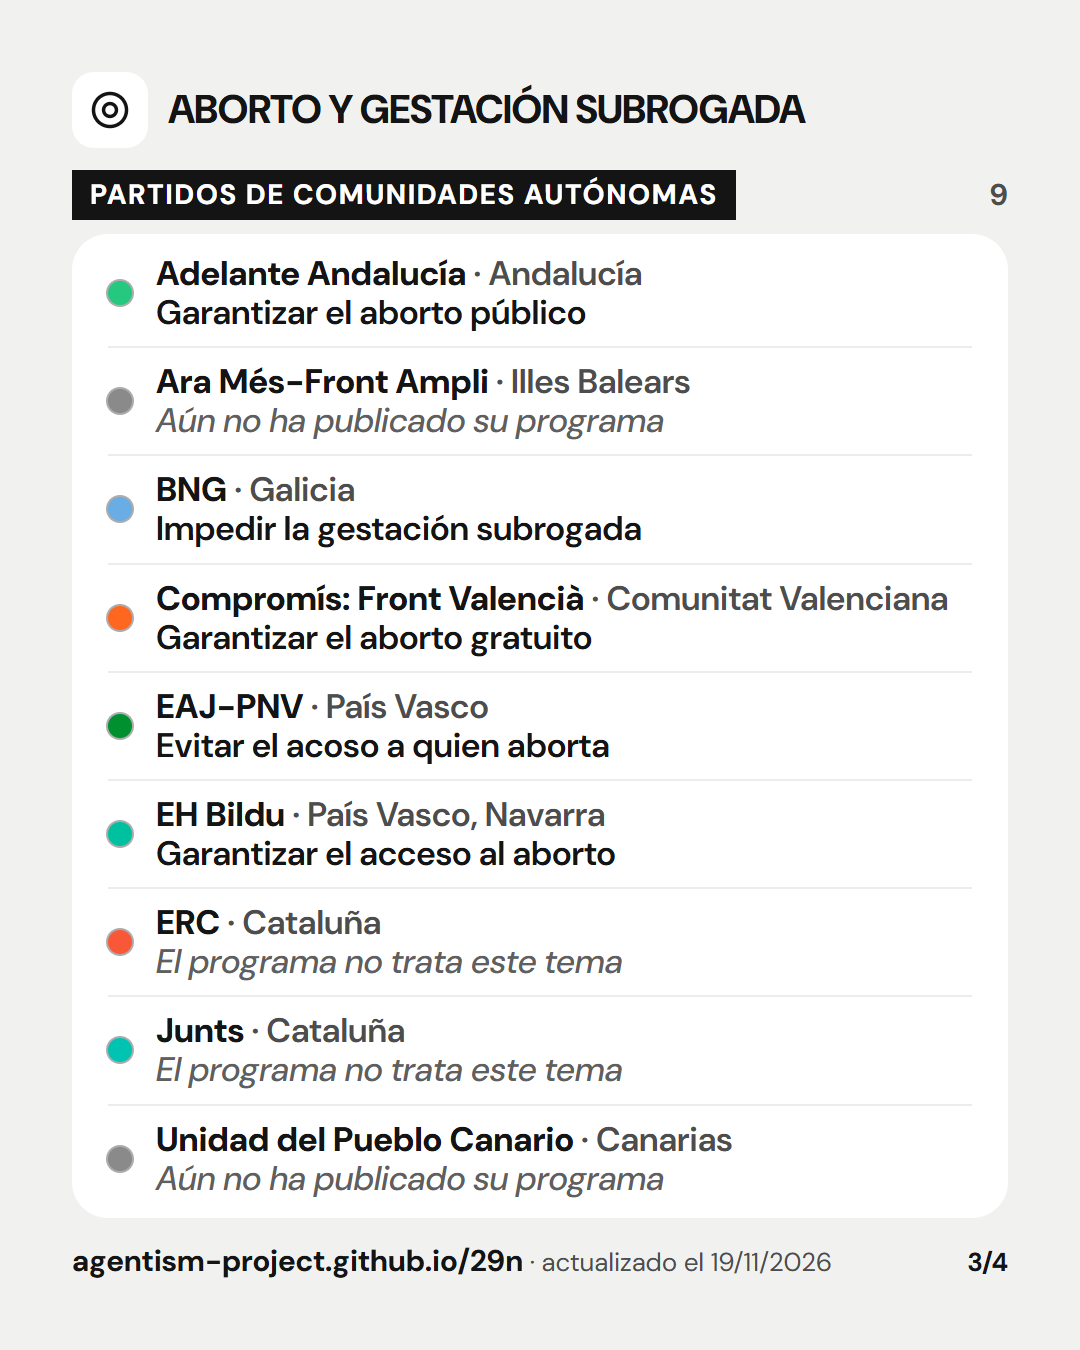 ABORTO Y GESTACIÓN SUBROGADA
PARTIDOS DE COMUNIDADES AUTÓNOMAS 9
Adelante Andalucía · Andalucía
Garantizar el aborto público
Ara Més-Front Ampli · Illes Balears
Aún no ha publicado su programa
BNG · Galicia
Impedir la gestación subrogada
Compromís: Front Valencià · Comunitat Valenciana
Garantizar el aborto gratuito
EAJ-PNV · País Vasco
Evitar el acoso a quien aborta
EH Bildu · País Vasco, Navarra
Garantizar el acceso al aborto
ERC · Cataluña
El programa no trata este tema
Junts · Cataluña
El programa no trata este tema
Unidad del Pueblo Canario · Canarias
Aún no ha publicado su programa
agentism-project.github.io/29n · actualizado el 19/11/2026 3/4